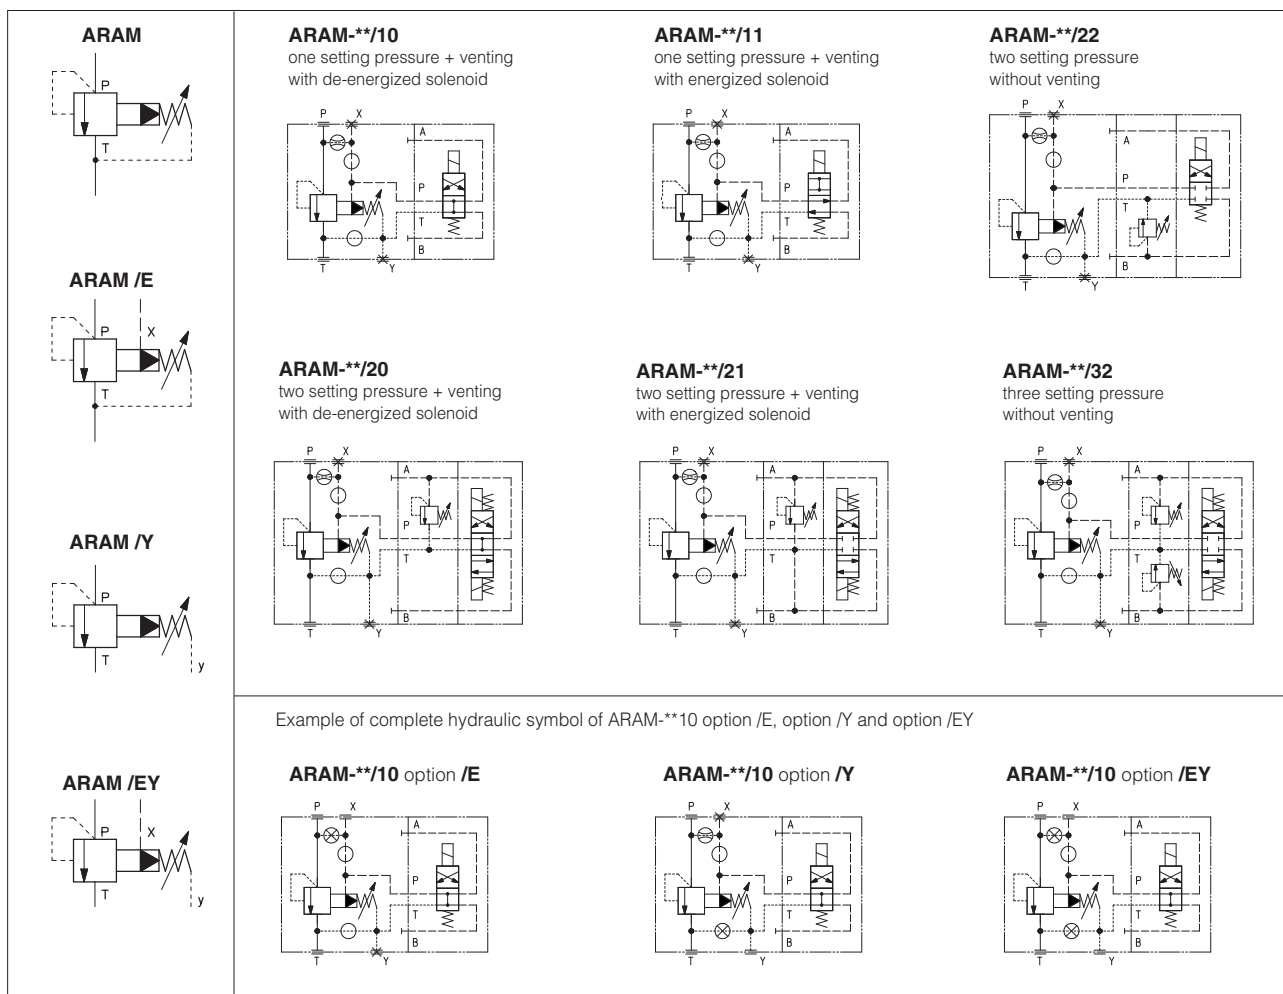 ARAM
P
T
ARAM /E
P
X
T
ARAM /Y
P
T
y
ARAM /EY
P
X
T
y
ARAM-**/10
one setting pressure + venting
with de-energized solenoid
P
X
A
P
T
B
T
Y
ARAM-**/11
one setting pressure + venting
with energized solenoid
P
X
A
P
T
B
T
Y
ARAM-**/22
two setting pressure
without venting
P
X
A
P
T
B
T
Y
ARAM-**/20
two setting pressure + venting
with de-energized solenoid
P
X
A
P
T
B
T
Y
ARAM-**/21
two setting pressure + venting
with energized solenoid
P
X
A
P
T
B
T
Y
ARAM-**/32
three setting pressure
without venting
P
X
A
P
T
B
T
Y
Example of complete hydraulic symbol of ARAM-**10 option /E, option /Y and option /EY
ARAM-**/10 option /E
P
X
A
P
T
B
T
Y
ARAM-**/10 option /Y
P
X
A
P
T
B
T
Y
ARAM-**/10 option /EY
P
X
A
P
T
B
T
Y